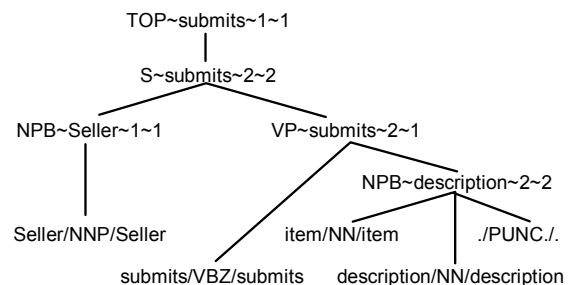 TOP~submits~1~1
S~submits~2~2
NPB~Seller~1~1 VP~submits~2~1
NPB~description~2~2
Seller/NNP/Seller item/NN/item ./PUNC./.
submits/VBZ/submits description/NN/description